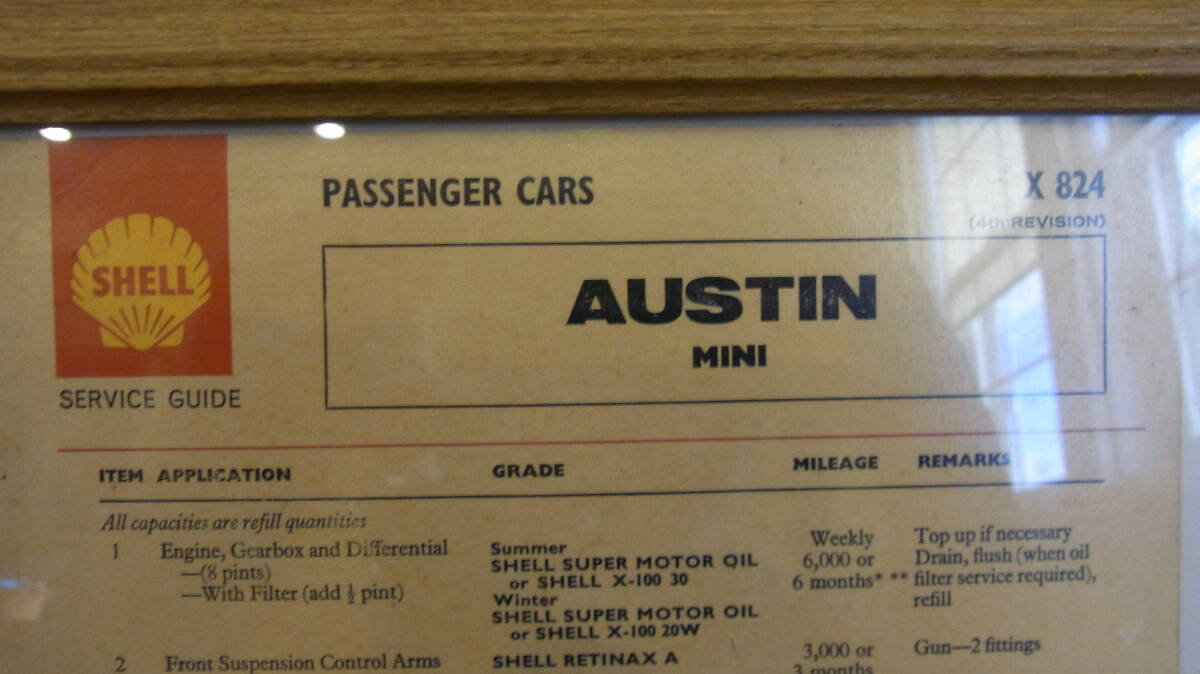 SHELL
SERVICE GUIDE
PASSENGER CARS
X 824
(4th REVISION)
AUSTIN
MINI
ITEM APPLICATION GRADE MILEAGE REMARKS
All capacities are refill quantities
1 Engine, Gearbox and Differential
—(8 pints)
—With Filter (add ½ pint)
Summer
SHELL SUPER MOTOR OIL
or SHELL X-100 30
Winter
SHELL SUPER MOTOR OIL
or SHELL X-100 20W
Weekly
6,000 or
6 months* **
Top up if necessary
Drain, flush (when oil
filter service required),
refill
2 Front Suspension Control Arms
SHELL RETINAX A
3,000 or
3 months
Gun—2 fittings